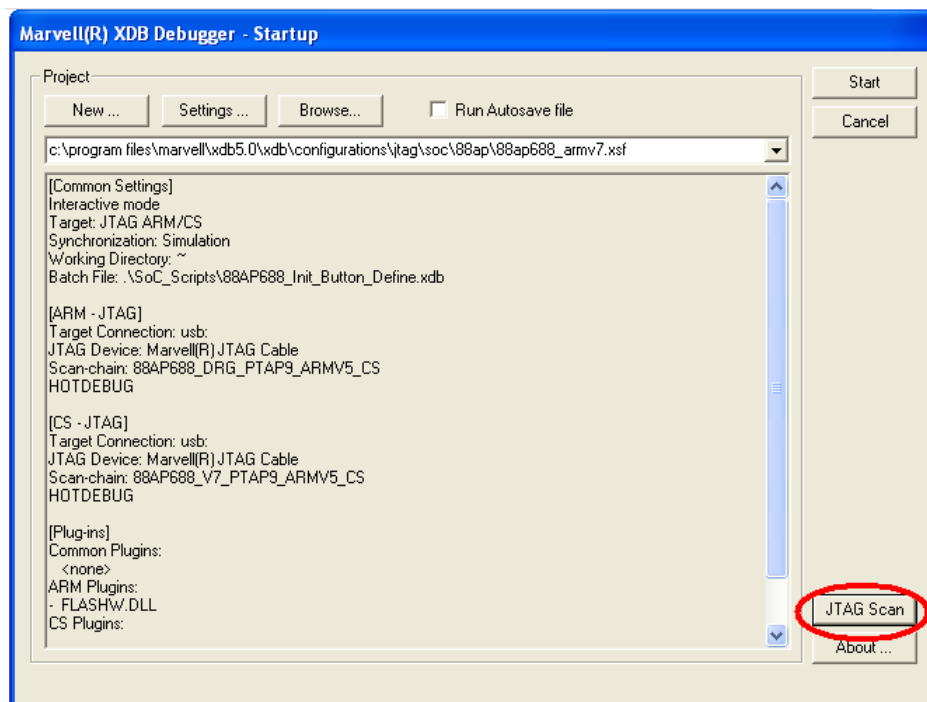 Marvell(R) XDB Debugger - Startup
Project
New ...
Settings ...
Browse...
Run Autosave file
Start
Cancel
c:\program files\marvell\xdb5.0\xdb\configurations\jtag\soc\88ap\88ap688_armv7.xsf
[Common Settings]
Interactive mode
Target: JTAG ARM/CS
Synchronization: Simulation
Working Directory: ~
Batch File: .\SoC_Scripts\88AP688_Init_Button_Define.xdb
[ARM - JTAG]
Target Connection: usb:
JTAG Device: Marvell(R) JTAG Cable
Scan-chain: 88AP688_DRG_PTAP9_ARMV5_CS
HOTDEBUG
[CS - JTAG]
Target Connection: usb:
JTAG Device: Marvell(R) JTAG Cable
Scan-chain: 88AP688_V7_PTAP9_ARMV5_CS
HOTDEBUG
[Plug-ins]
Common Plugins:
<none>
ARM Plugins:
- FLASHW.DLL
CS Plugins:
JTAG Scan
About ...